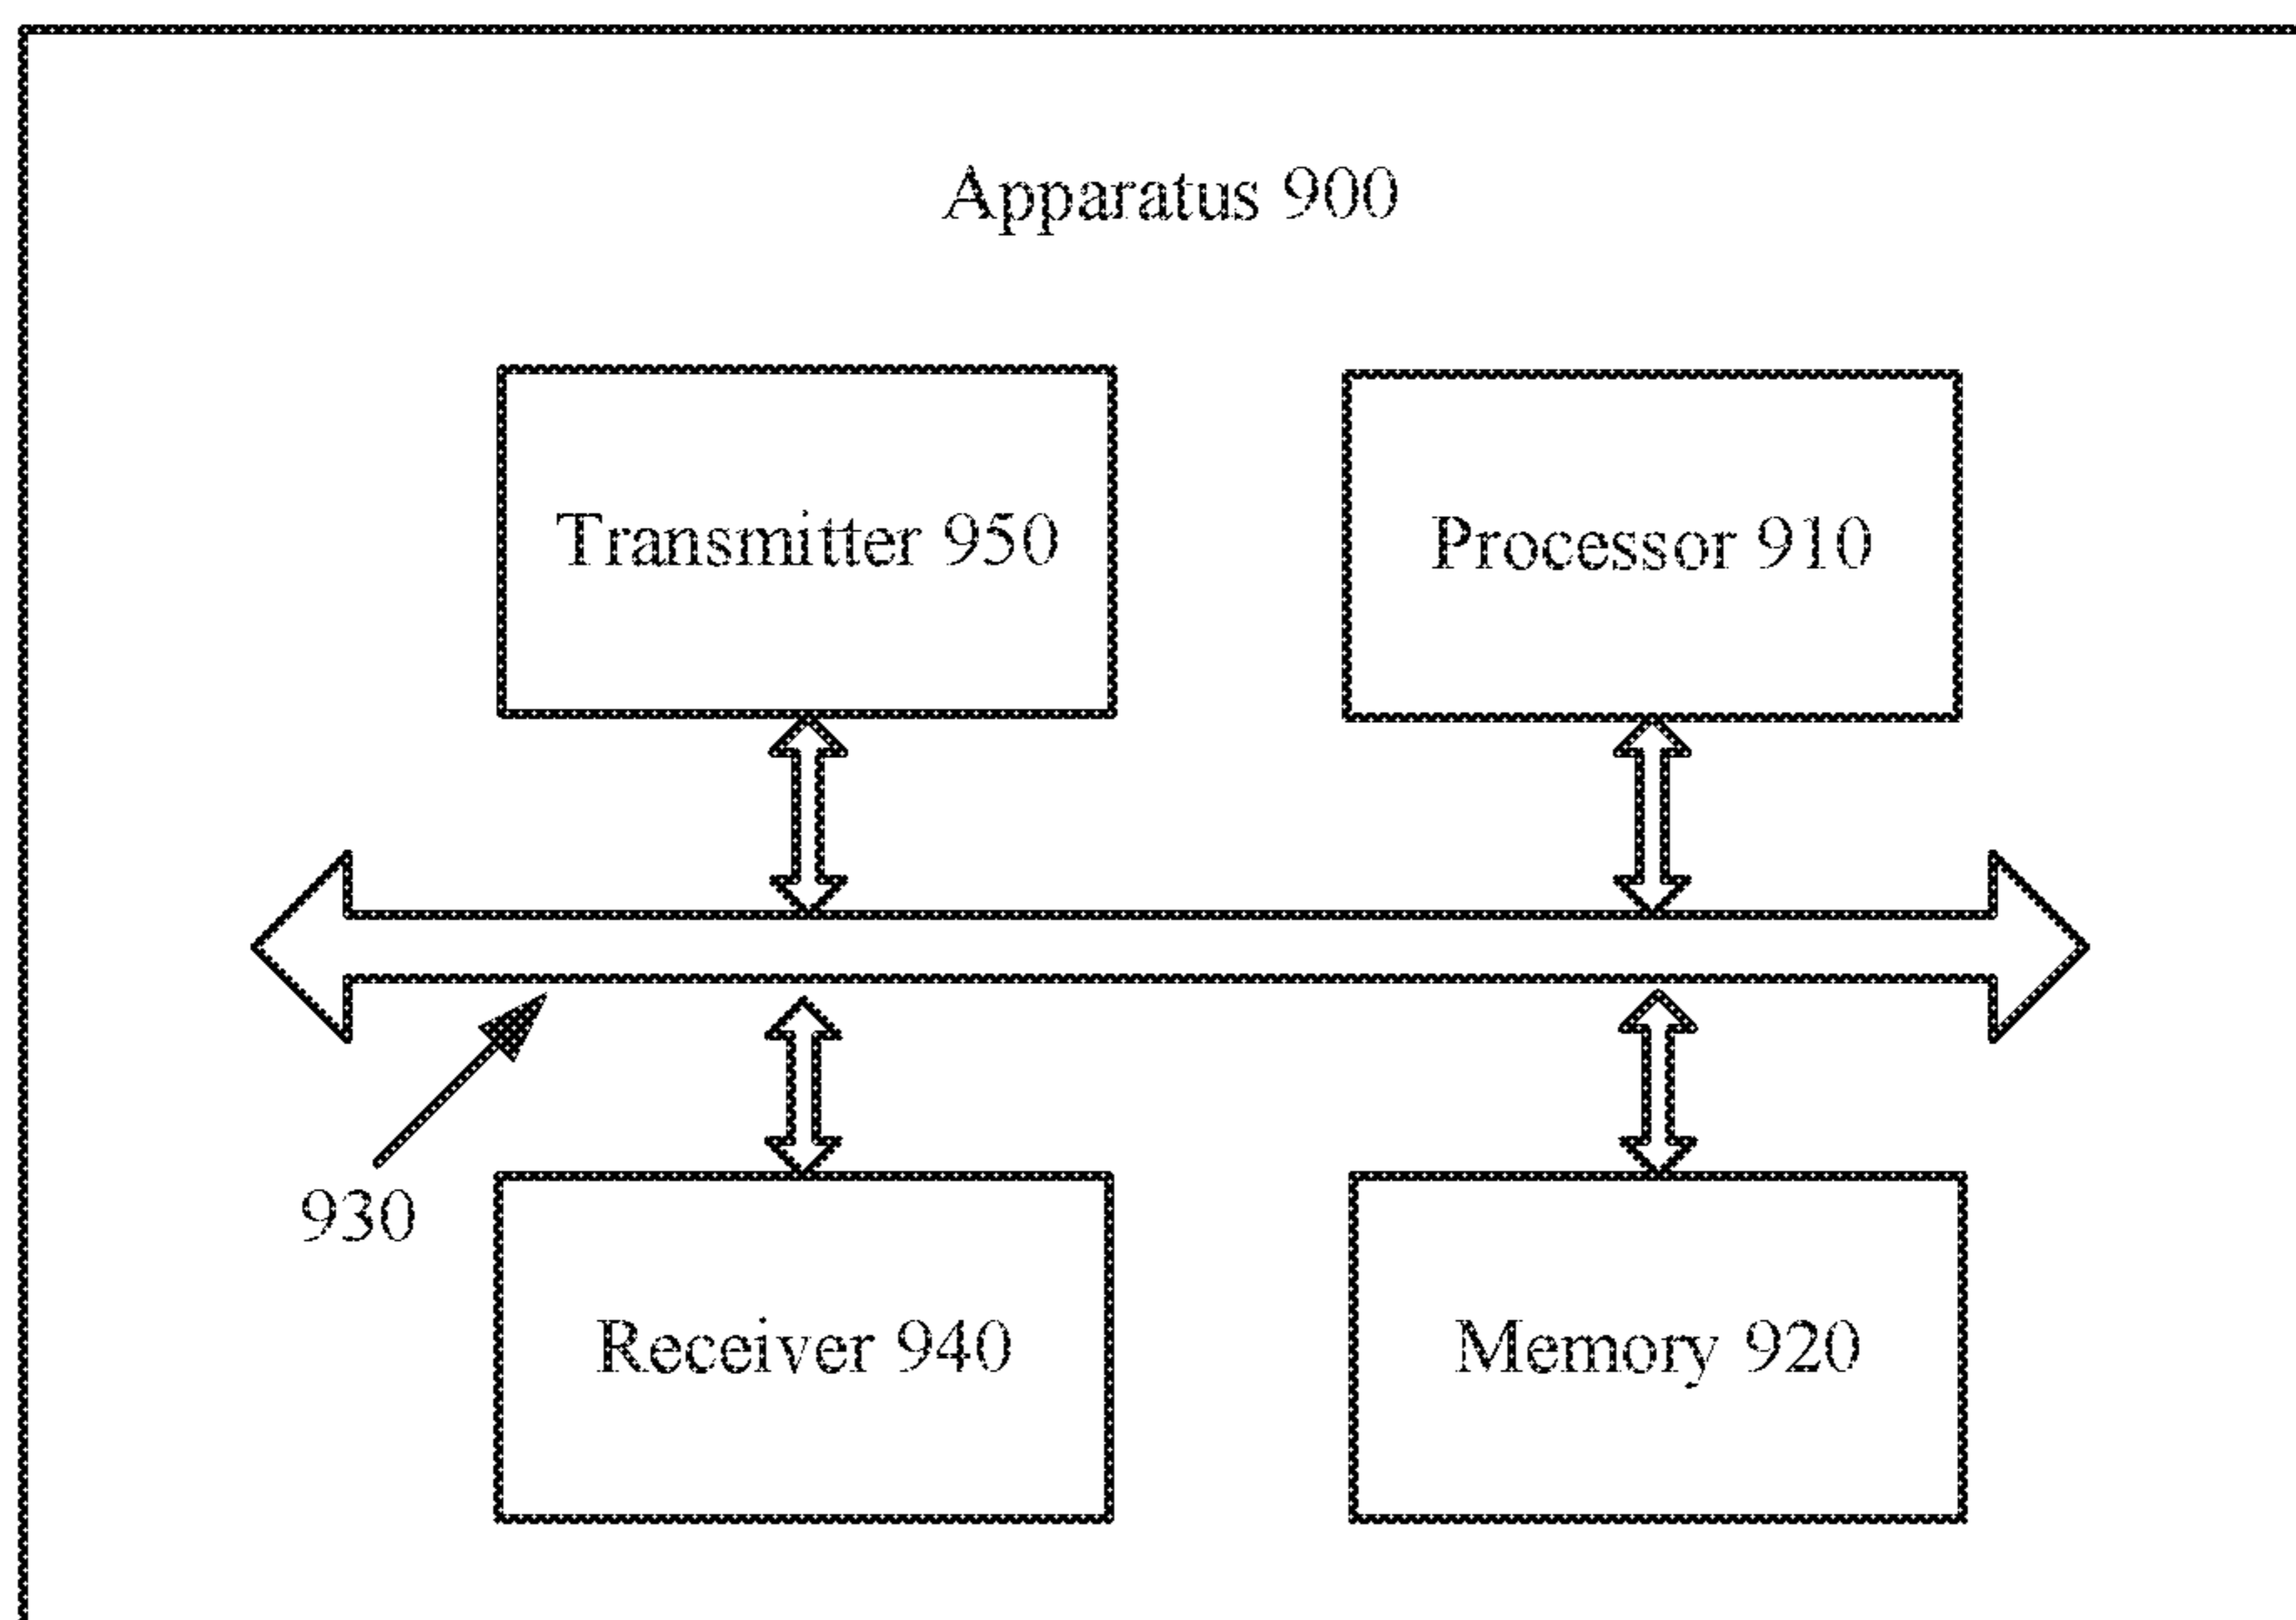 Apparatus 900
Transmitter 950
Processor 910
930
Receiver 940
Memory 920